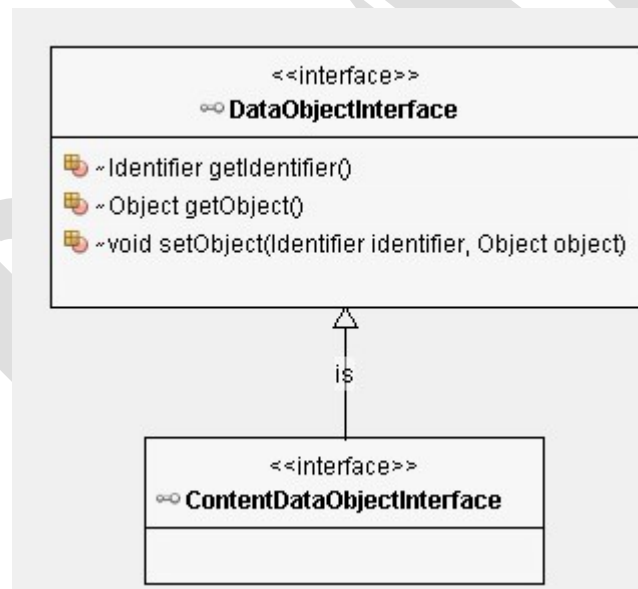 <<interface>>
DataObjectInterface
~Identifier getIdentifier()
~Object getObject()
~void setObject(Identifier identifier, Object object)
is
<<interface>>
ContentDataObjectInterface